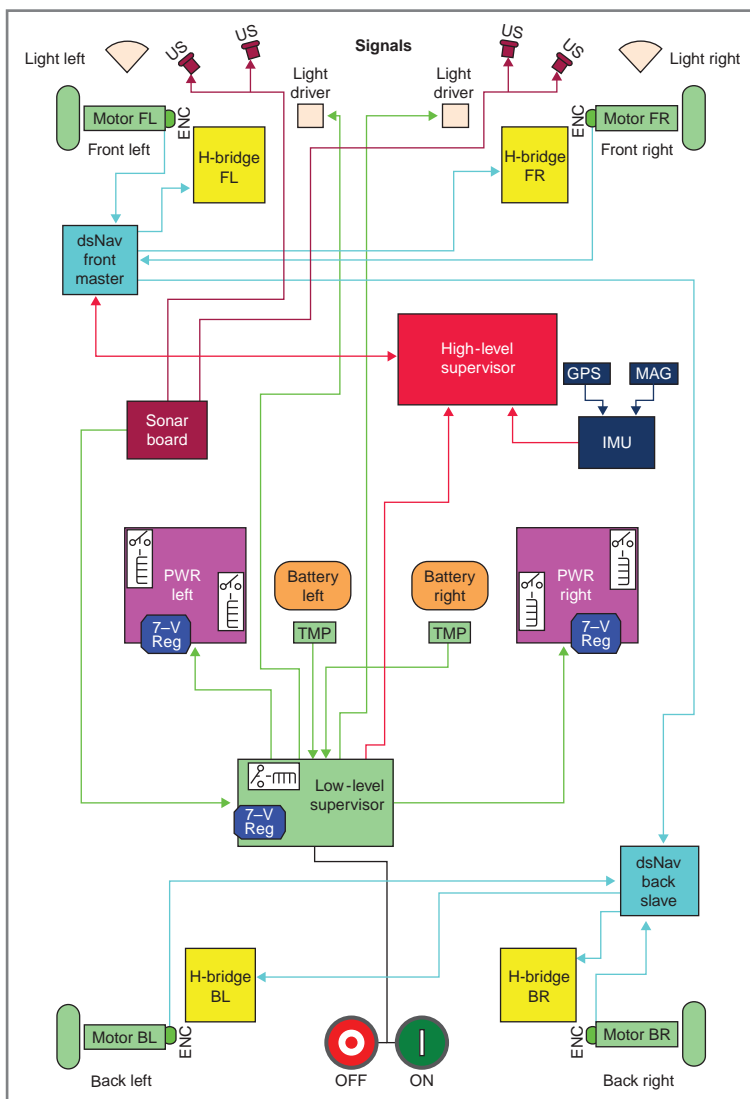 US
US
Signals
US
US
Light left
Light
driver
Light
driver
Light right
Motor FL
ENC
Front left
H-bridge
FL
H-bridge
FR
ENC
Motor FR
Front right
dsNav
front
master
High-level
supervisor
GPS
MAG
IMU
Sonar
board
PWR
left
7–V
Reg
Battery
left
TMP
Battery
right
TMP
PWR
right
7–V
Reg
Low-level
supervisor
7–V
Reg
dsNav
back
slave
H-bridge
BL
H-bridge
BR
Motor BL
ENC
Back left
OFF
ON
ENC
Motor BR
Back right